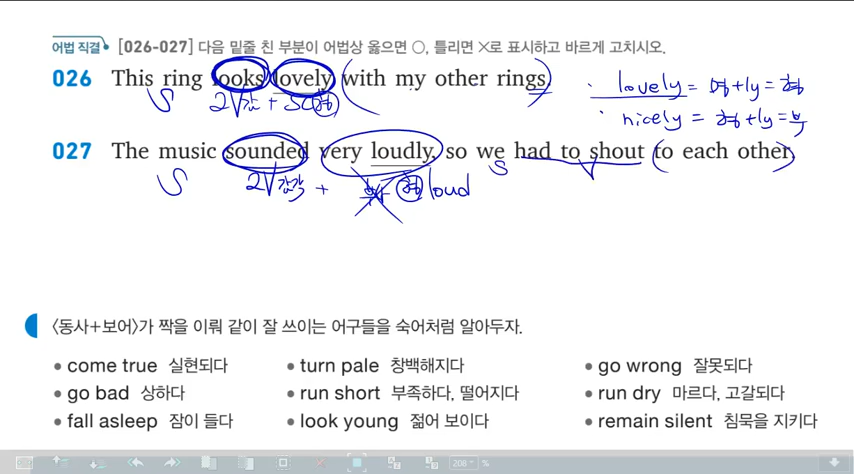 어법 직결 [026-027] 다음 밑줄 친 부분이 어법상 옳으면 ○, 틀리면 ×로 표시하고 바르게 고치시오.
026 This ring looks lovely (with my other rings)
S 2V감 + SC(형)
· lovely = 명+ly = 형
· nicely = 형+ly = 부
027 The music sounded very loudly, so we had to shout (to each other.)
S 2V감각 + 부 형 loud S V
〈동사+보어〉가 짝을 이뤄 같이 잘 쓰이는 어구들을 숙어처럼 알아두자.
• come true 실현되다 • turn pale 창백해지다 • go wrong 잘못되다
• go bad 상하다 • run short 부족하다, 떨어지다 • run dry 마르다, 고갈되다
• fall asleep 잠이 들다 • look young 젊어 보이다 • remain silent 침묵을 지키다
208 %